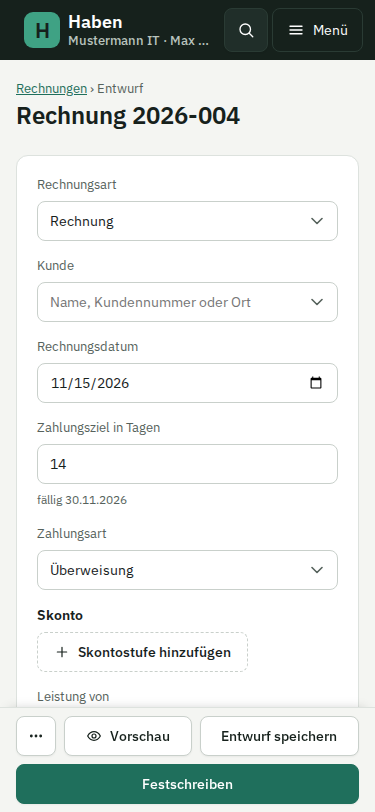 H
Haben
Mustermann IT · Max ...
Menü
Rechnungen › Entwurf
Rechnung 2026-004
Rechnungsart
Rechnung
Kunde
Name, Kundennummer oder Ort
Rechnungsdatum
11/15/2026
Zahlungsziel in Tagen
14
fällig 30.11.2026
Zahlungsart
Überweisung
Skonto
Skontostufe hinzufügen
Leistung von
Vorschau
Entwurf speichern
Festschreiben